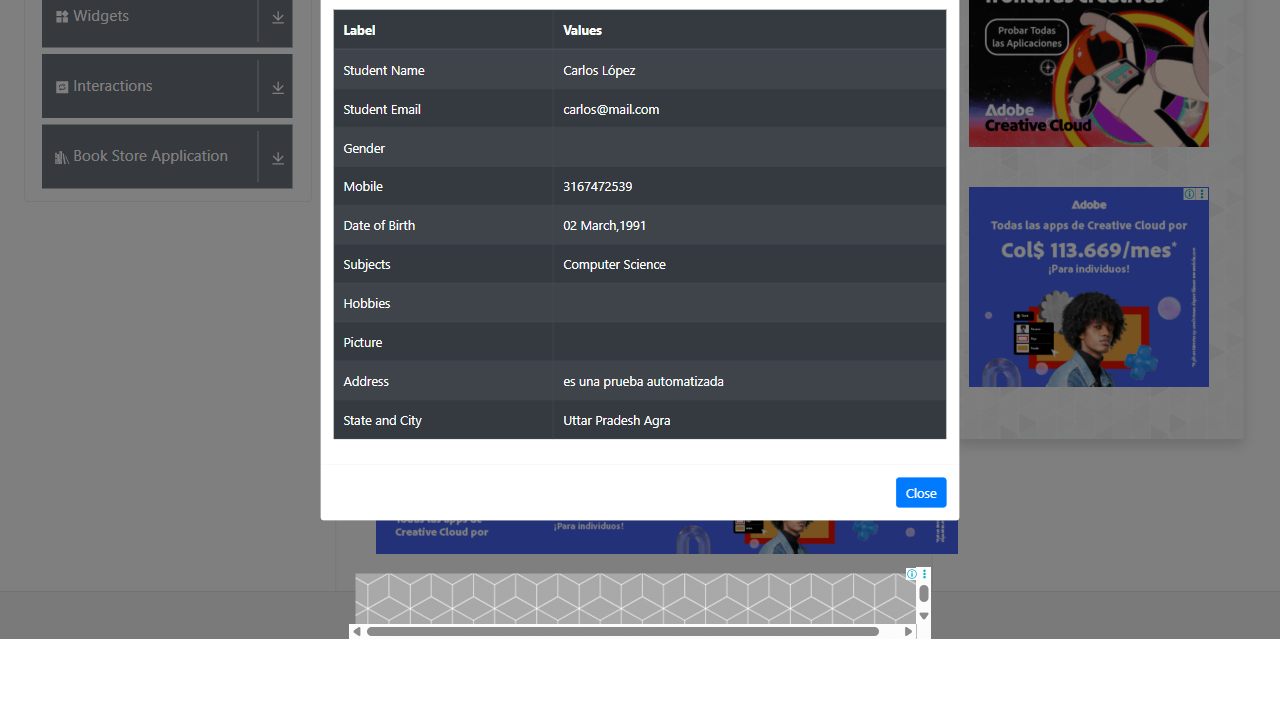 Widgets
Interactions
Book Store Application
Label Values
Student Name Carlos López
Student Email carlos@mail.com
Gender
Mobile 3167472539
Date of Birth 02 March,1991
Subjects Computer Science
Hobbies
Picture
Address es una prueba automatizada
State and City Uttar Pradesh Agra
Close
fronteras creativos
Probar Todas
las Aplicaciones
Adobe
Creative Cloud
Adobe
Todas las apps de Creative Cloud por
Col$ 113.669/mes*
¡Para individuos!
Todas las apps de
Creative Cloud por
¡Para individuos!